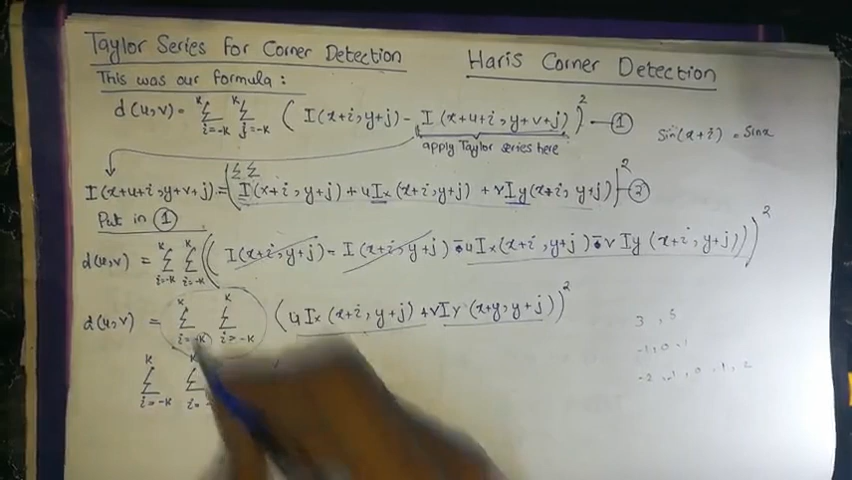 Taylor Series For Corner Detection
Haris Corner Detection
This was our formula:
d(u,v) = k∑i=-k k∑j=-k ( I(x+i, y+j) - I(x+u+i, y+v+j) )² — ①
apply Taylor series here
Sin(x+i) = Sinx
I(x+u+i, y+v+j) = (∑∑ I(x+i, y+j) + uIx(x+i, y+j) + vIy(x+i, y+j))² — ②
Put in ①
d(u,v) = k∑i=-k k∑i=-k (( I(x+i, y+j) - I(x+i, y+j) - uIx(x+i, y+j) - vIy(x+i, y+j)))²
d(u,v) = k∑i=-k k∑i=-k (uIx(x+i, y+j) + vIy(x+y, y+j))²
3, 5
-1, 0, 1
-2, -1, 0, 1, 2
k∑i=-k k∑i=-